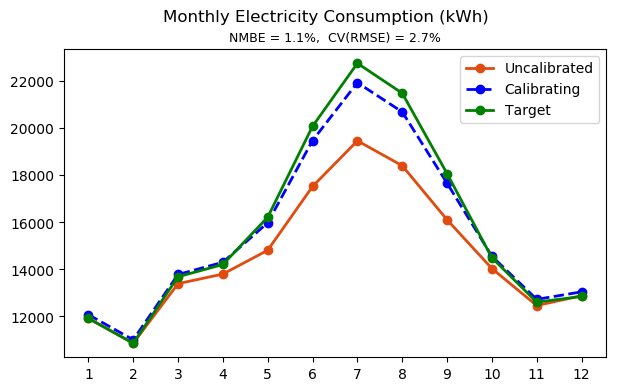 Monthly Electricity Consumption (kWh)
NMBE = 1.1%,  CV(RMSE) = 2.7%
Uncalibrated
Calibrating
Target
22000
20000
18000
16000
14000
12000
1 2 3 4 5 6 7 8 9 10 11 12